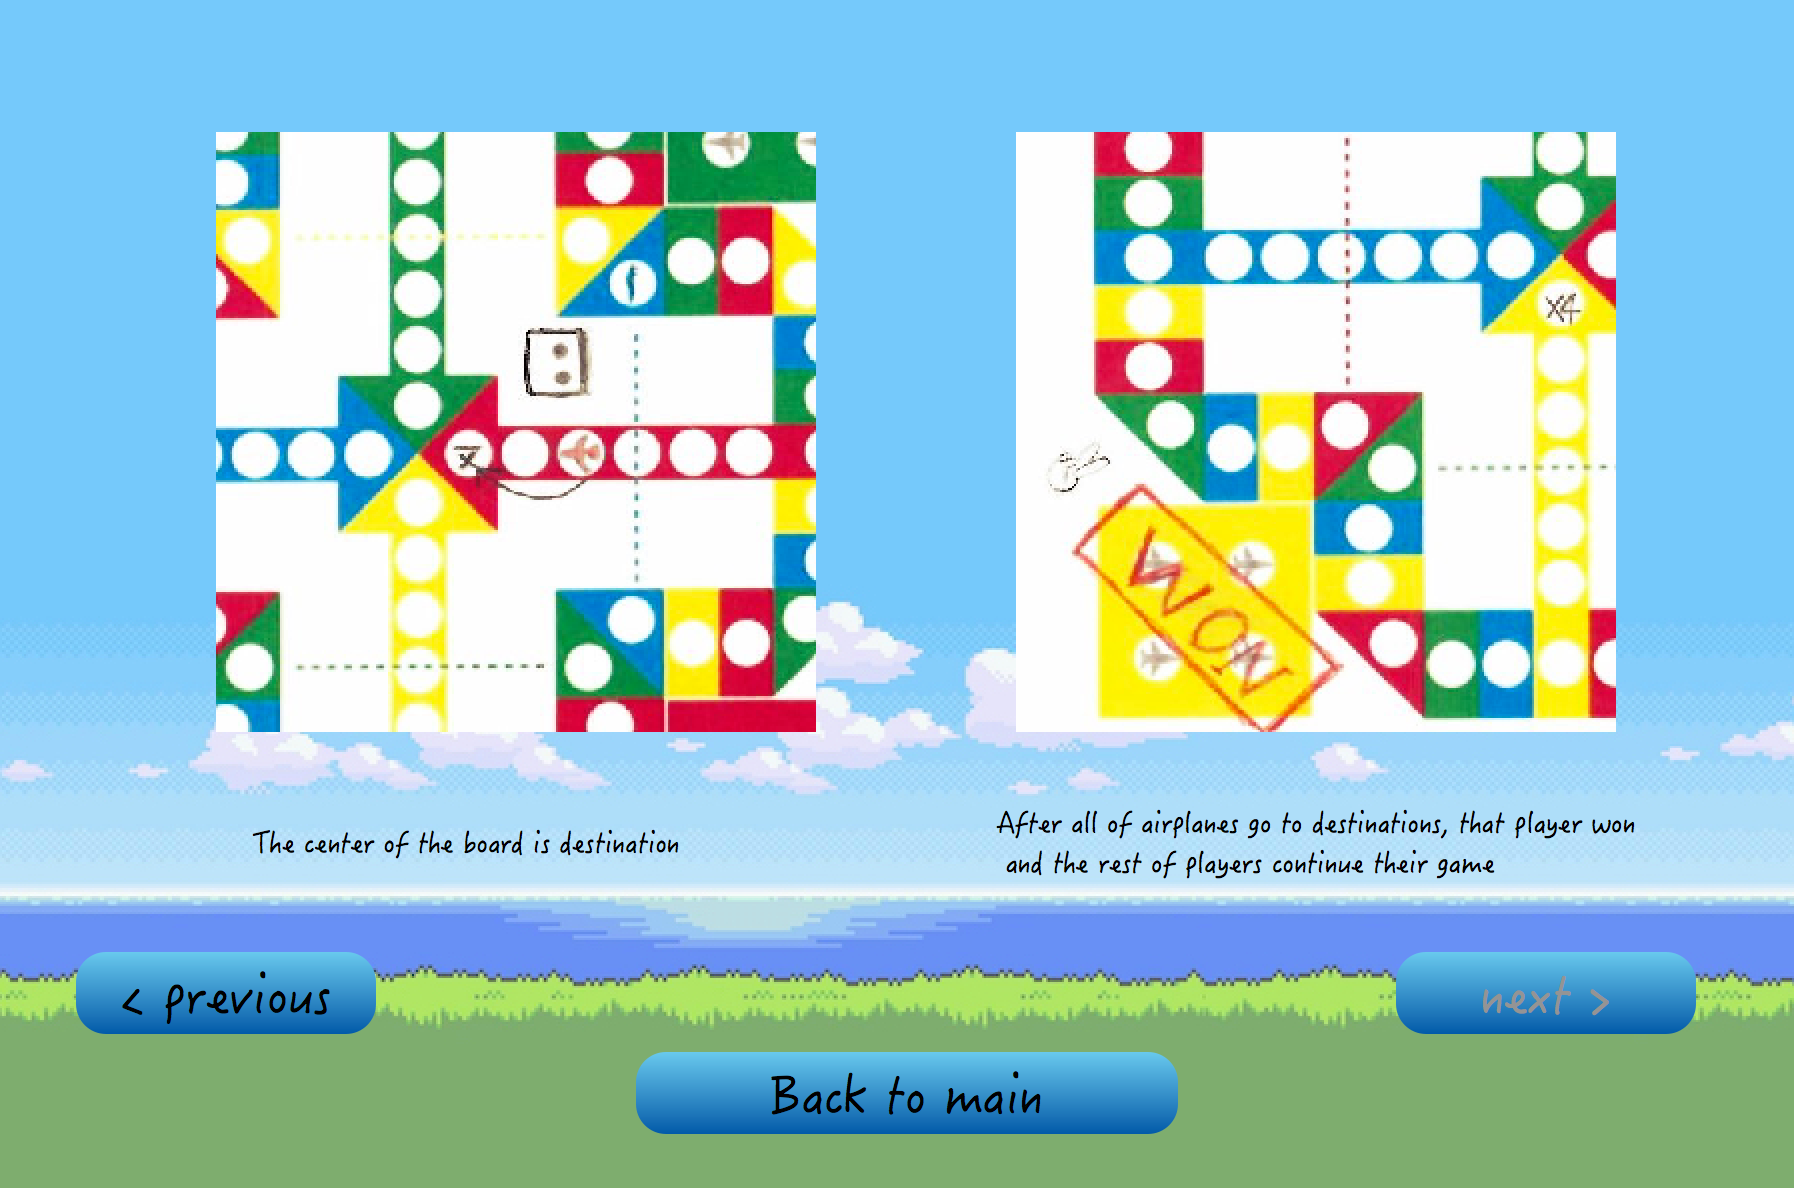 WON
x4
The center of the board is destination
After all of airplanes go to destinations, that player won
and the rest of players continue their game
< previous
next >
Back to main